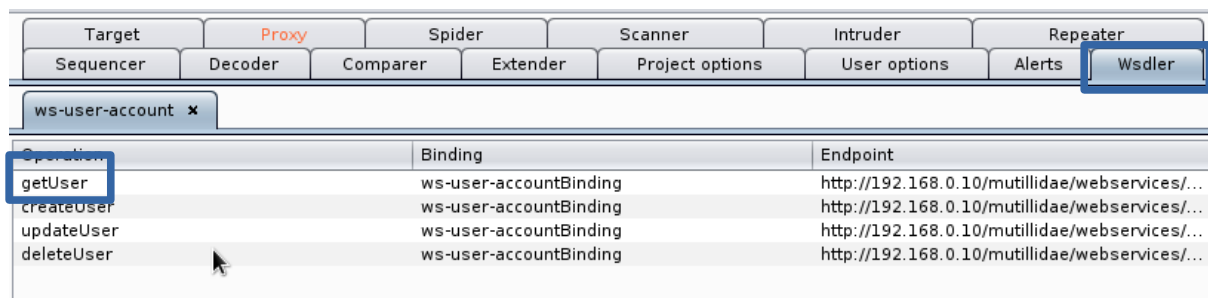 Target Proxy Spider Scanner Intruder Repeater
Sequencer Decoder Comparer Extender Project options User options Alerts Wsdler
ws-user-account ×
Operation Binding Endpoint
getUser ws-user-accountBinding http://192.168.0.10/mutillidae/webservices/...
createUser ws-user-accountBinding http://192.168.0.10/mutillidae/webservices/...
updateUser ws-user-accountBinding http://192.168.0.10/mutillidae/webservices/...
deleteUser ws-user-accountBinding http://192.168.0.10/mutillidae/webservices/...